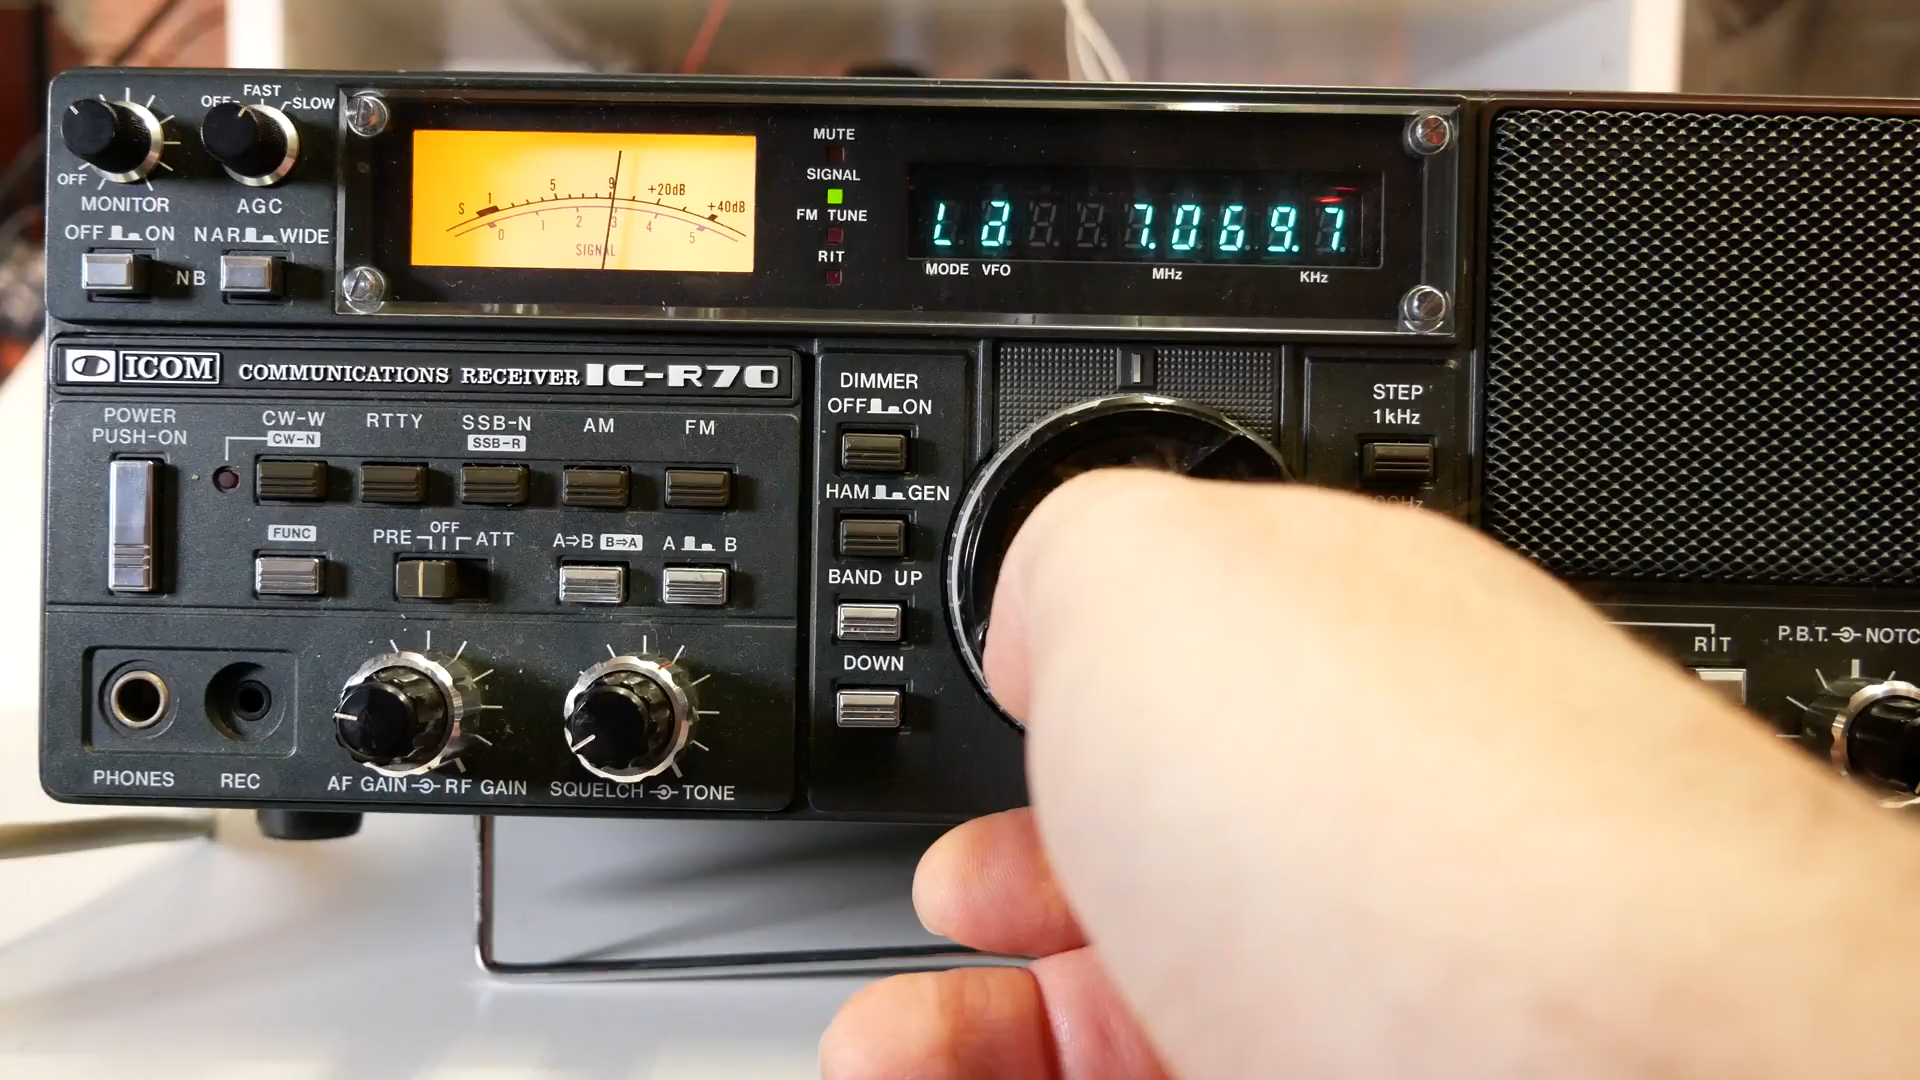 OFF FAST SLOW
OFF
MONITOR AGC
OFF ON NAR WIDE
NB
S 1 5 9 +20dB +40dB
0 1 2 3 4 5
SIGNAL
MUTE
SIGNAL
FM TUNE
RIT
7.069.7
MODE VFO MHz KHz
ICOM COMMUNICATIONS RECEIVER IC-R70
POWER
PUSH-ON
CW-W RTTY SSB-N AM FM
CW-N SSB-R
FUNC PRE OFF ATT A⇒B B⇒A A B
PHONES REC AF GAIN RF GAIN SQUELCH TONE
DIMMER
OFF ON
HAM GEN
BAND UP
DOWN
STEP
1kHz
RIT
P.B.T.